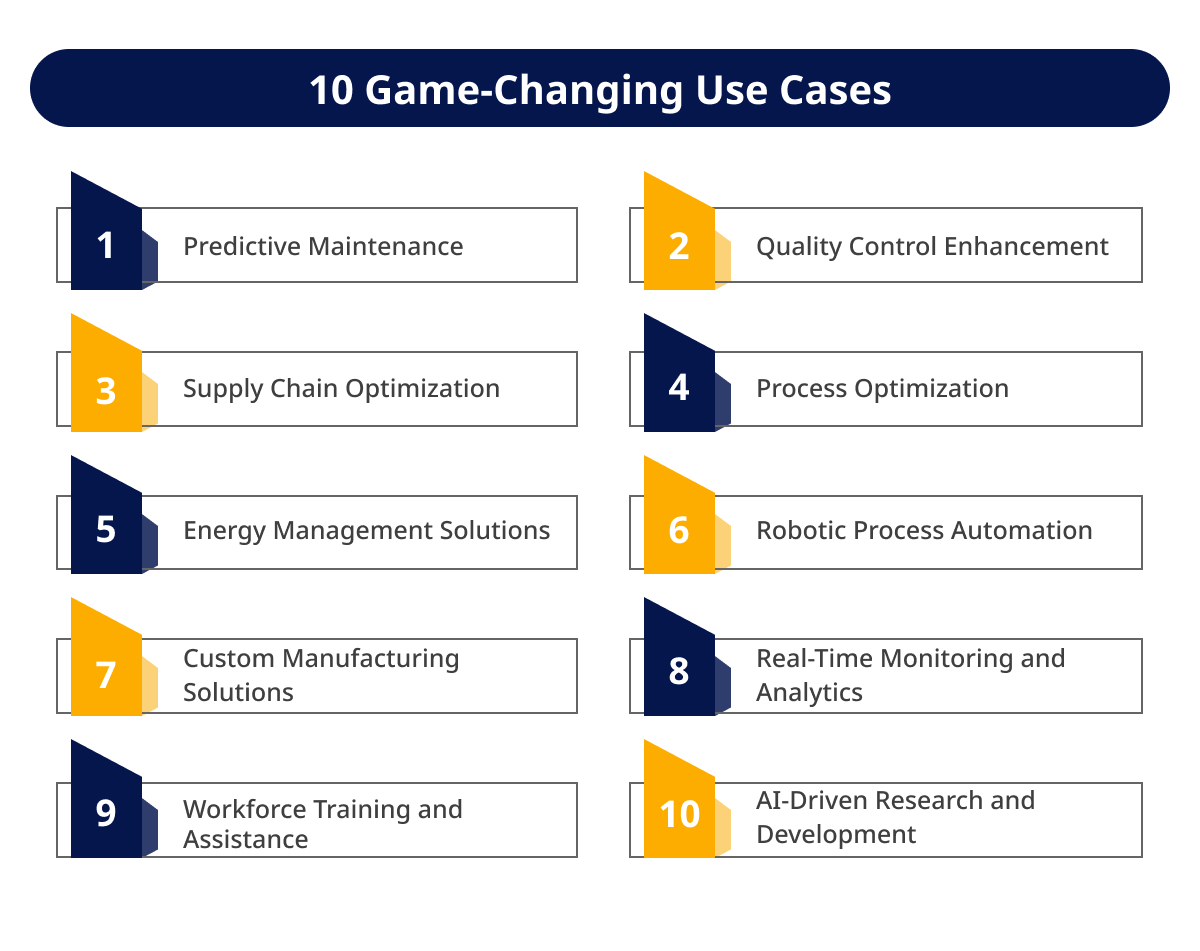 10 Game-Changing Use Cases
1
Predictive Maintenance
2
Quality Control Enhancement
3
Supply Chain Optimization
4
Process Optimization
5
Energy Management Solutions
6
Robotic Process Automation
7
Custom Manufacturing
Solutions
8
Real-Time Monitoring and
Analytics
9
Workforce Training and
Assistance
10
AI-Driven Research and
Development